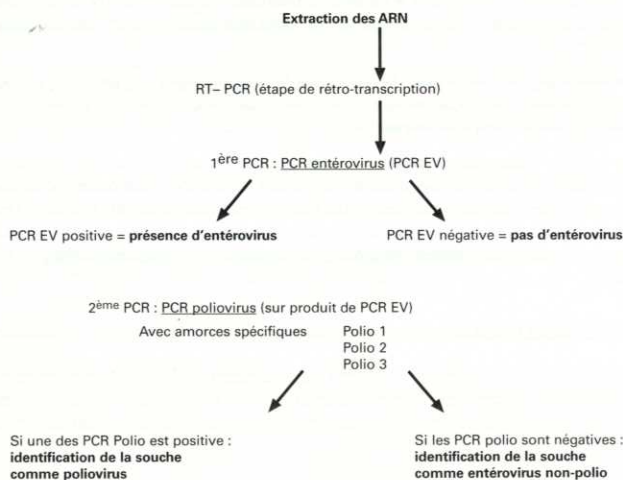 Extraction des ARN
RT– PCR (étape de rétro-transcription)
1ère PCR : PCR entérovirus (PCR EV)
PCR EV positive = présence d'entérovirus
PCR EV négative = pas d'entérovirus
2ème PCR : PCR poliovirus (sur produit de PCR EV)
Avec amorces spécifiques Polio 1
Polio 2
Polio 3
Si une des PCR Polio est positive :
identification de la souche
comme poliovirus
Si les PCR polio sont négatives :
identification de la souche
comme entérovirus non-polio